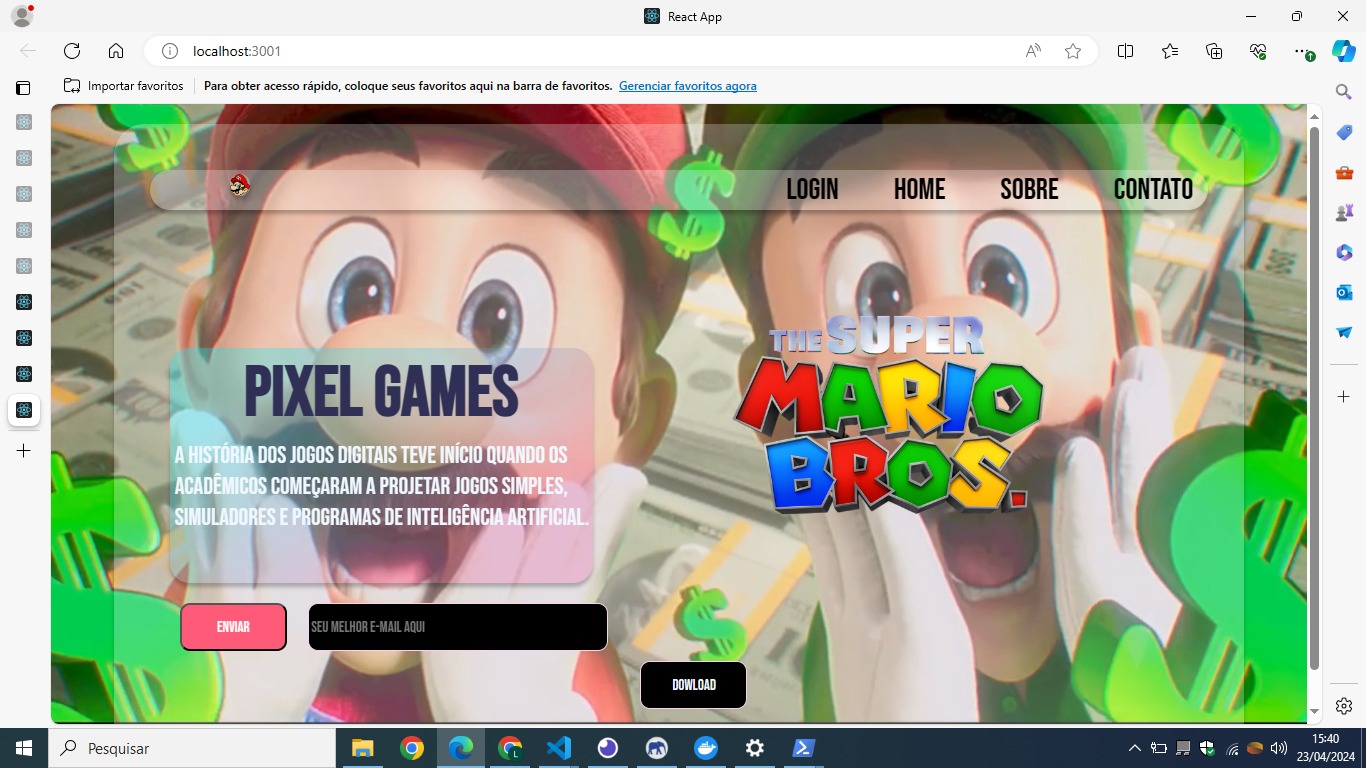 React App
localhost:3001
Importar favoritos
Para obter acesso rápido, coloque seus favoritos aqui na barra de favoritos. Gerenciar favoritos agora
LOGIN HOME SOBRE CONTATO
THE SUPER
MARIO
BROS.
PIXEL GAMES
A HISTÓRIA DOS JOGOS DIGITAIS TEVE INÍCIO QUANDO OS
ACADÊMICOS COMEÇARAM A PROJETAR JOGOS SIMPLES,
SIMULADORES E PROGRAMAS DE INTELIGÊNCIA ARTIFICIAL.
ENVIAR
SEU MELHOR E-MAIL AQUI
DOWLOAD
Pesquisar
15:40
23/04/2024